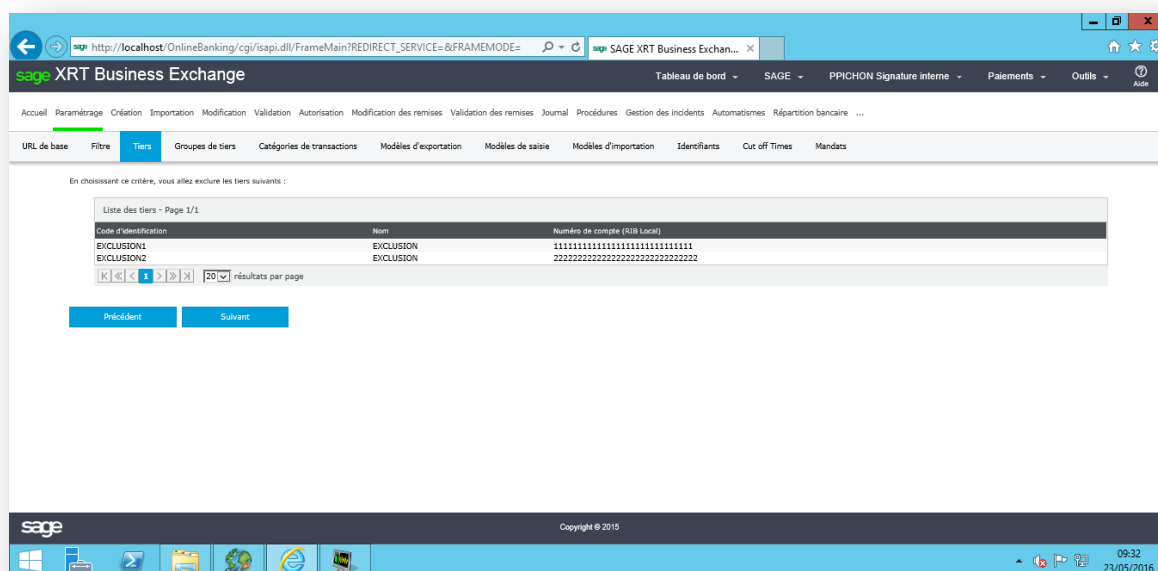 http://localhost/OnlineBanking/cgi/isapi.dll/FrameMain?REDIRECT_SERVICE=&FRAMEMODE=
SAGE XRT Business Exchan...
sage XRT Business Exchange
Tableau de bord SAGE PPICHON Signature interne Paiements Outils Aide
Accueil Paramétrage Création Importation Modification Validation Autorisation Modification des remises Validation des remises Journal Procédures Gestion des incidents Automatismes Répartition bancaire ...
URL de base Filtre Tiers Groupes de tiers Catégories de transactions Modèles d'exportation Modèles de saisie Modèles d'importation Identifiants Cut off Times Mandats
En choisissant ce critère, vous allez exclure les tiers suivants :
Liste des tiers - Page 1/1
Code d'identification Nom Numéro de compte (RIB Local)
EXCLUSION1 EXCLUSION
EXCLUSION2 EXCLUSION
1 20 résultats par page
Précédent Suivant
sage Copyright © 2015
09:32
23/05/2016